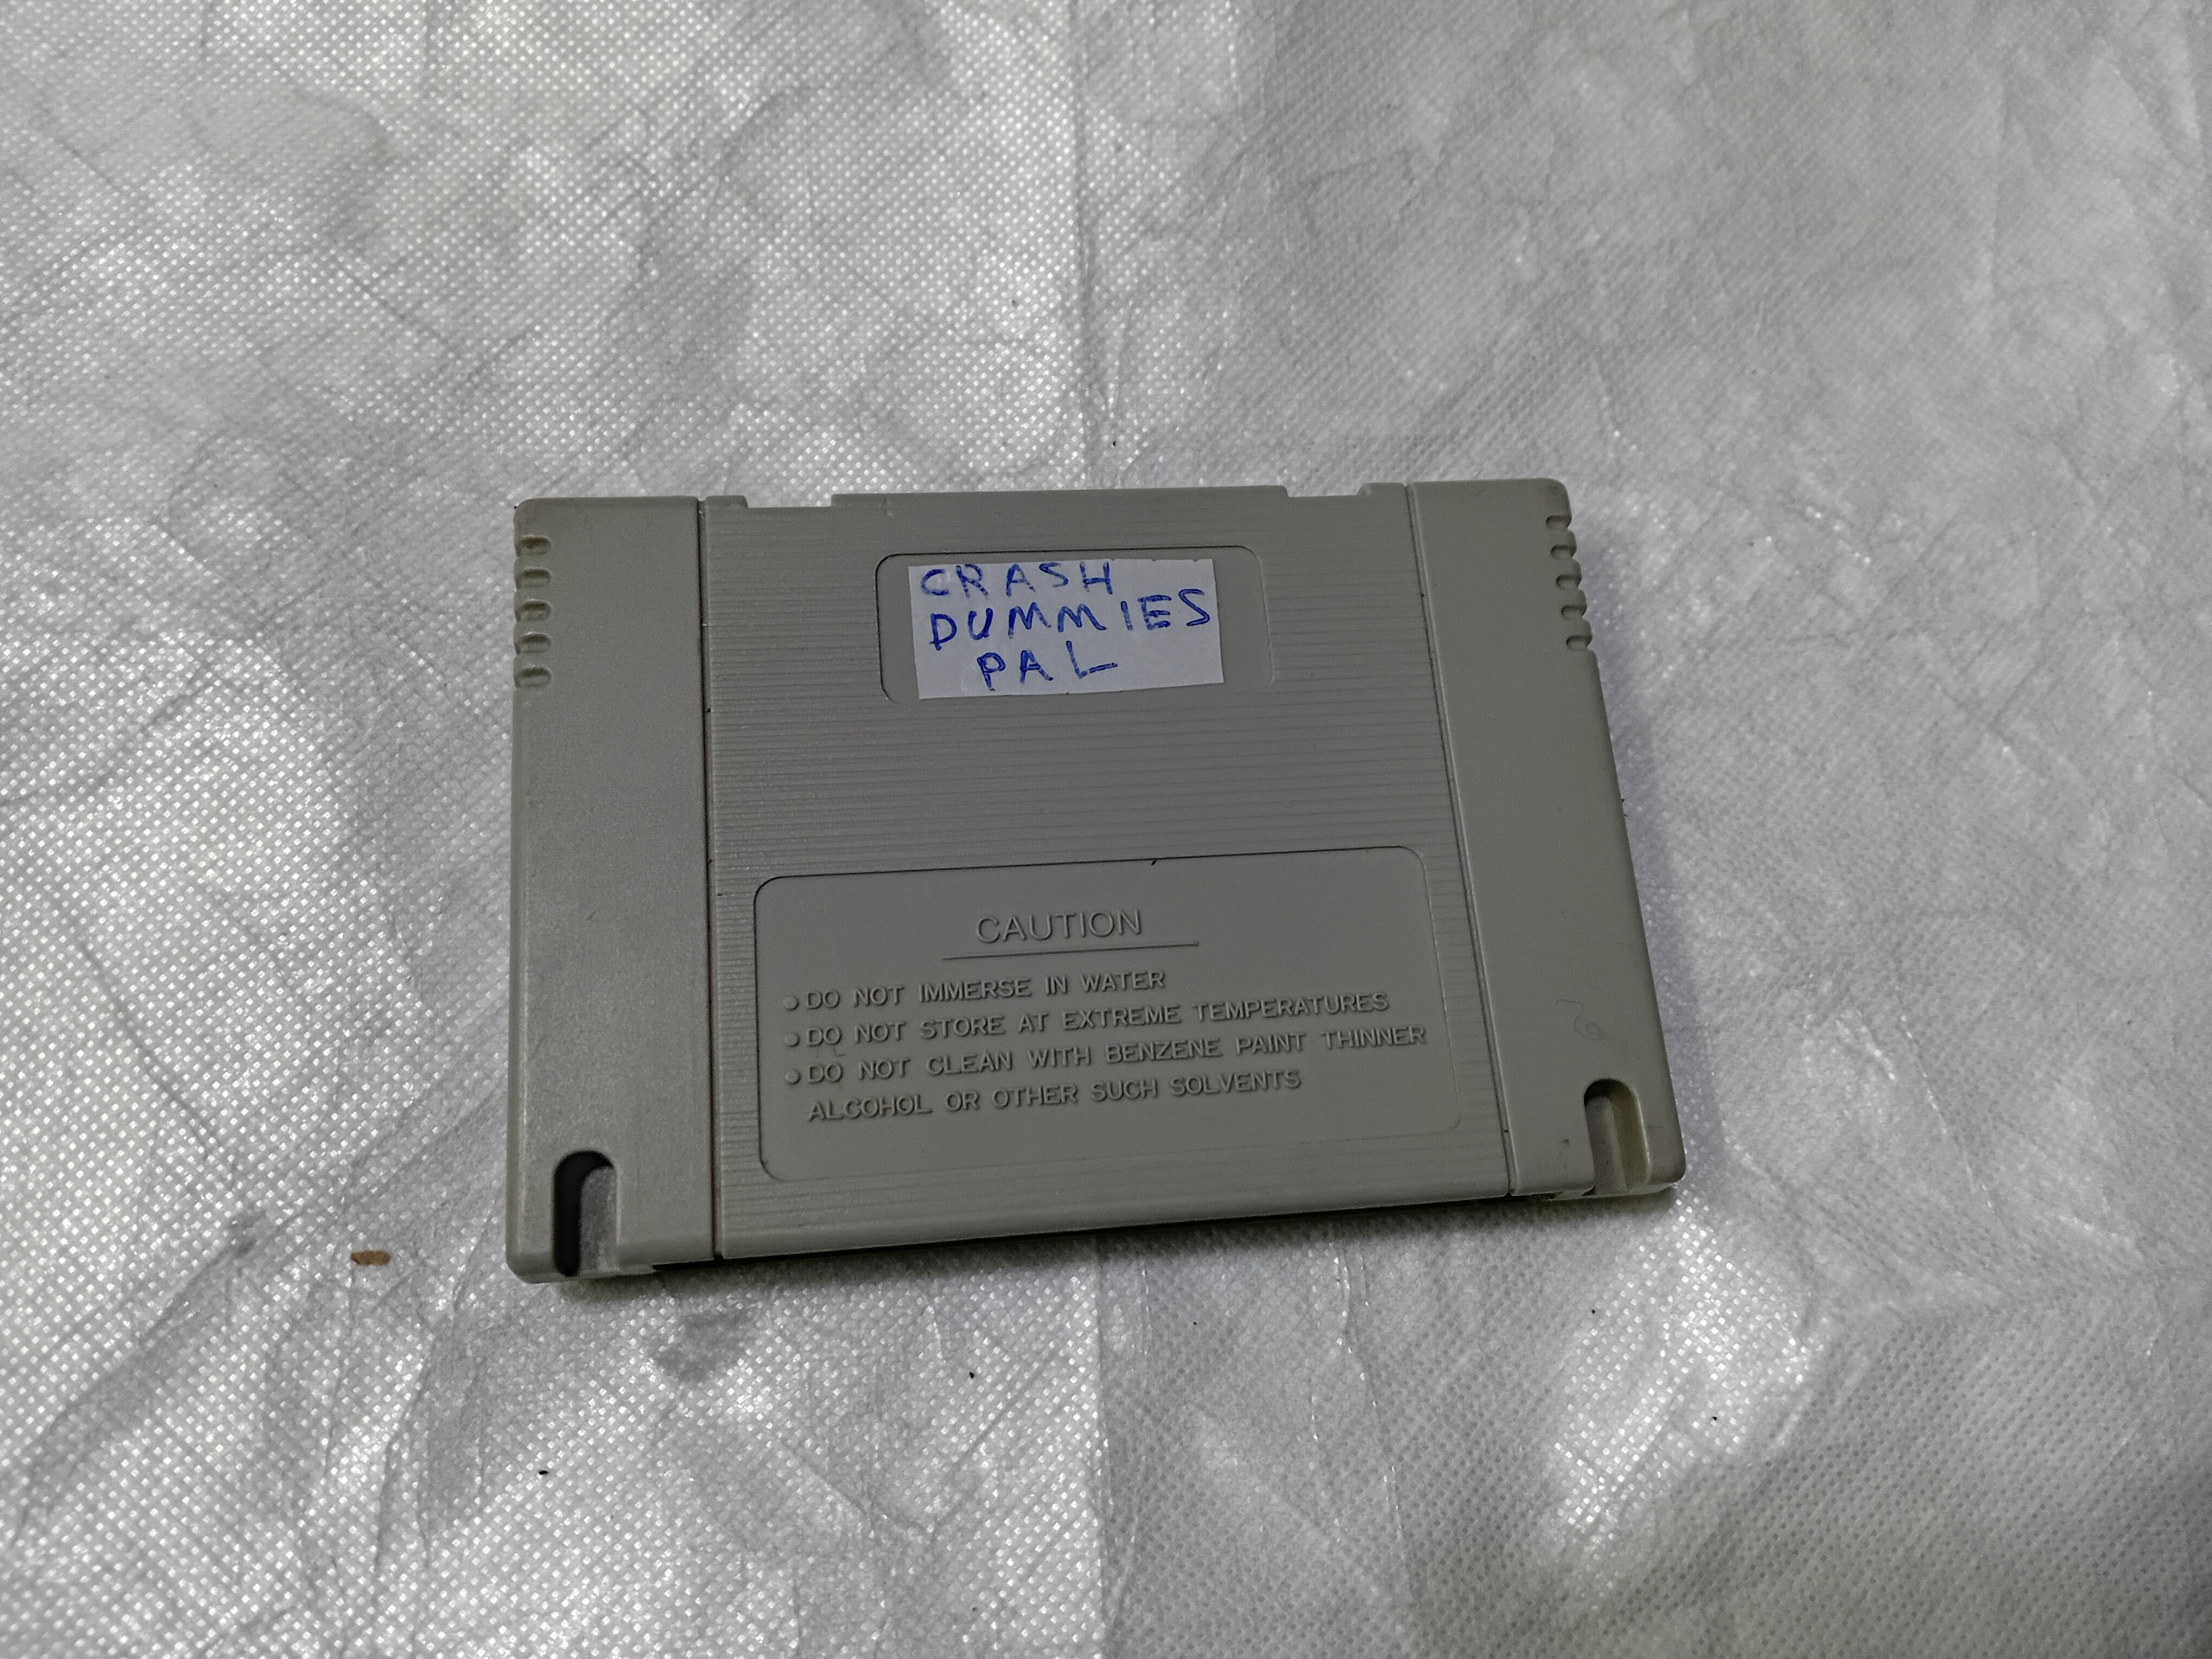 CRASH
DUMMIES
PAL
CAUTION
● DO NOT IMMERSE IN WATER
● DO NOT STORE AT EXTREME TEMPERATURES
● DO NOT CLEAN WITH BENZENE PAINT THINNER
ALCOHOL OR OTHER SUCH SOLVENTS